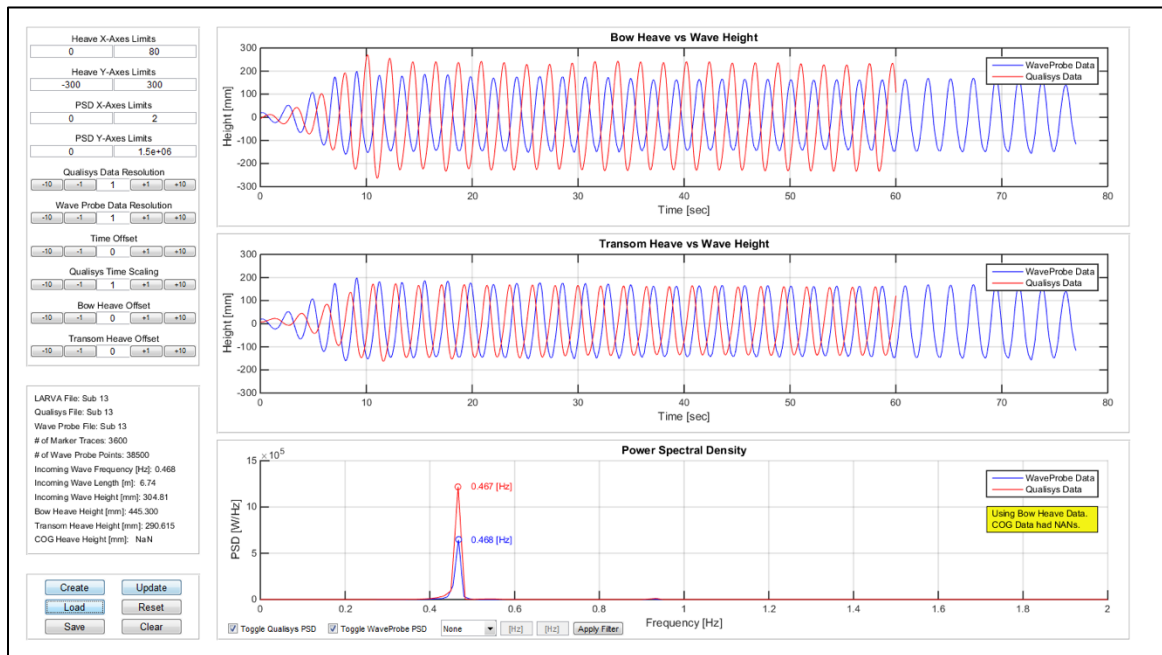 Heave X-Axes Limits
0 80
Heave Y-Axes Limits
-300 300
PSD X-Axes Limits
0 2
PSD Y-Axes Limits
0 1.5e+06
Qualisys Data Resolution
-10 -1 1 +1 +10
Wave Probe Data Resolution
-10 -1 1 +1 +10
Time Offset
-10 -1 0 +1 +10
Qualisys Time Scaling
-10 -1 1 +1 +10
Bow Heave Offset
-10 -1 0 +1 +10
Transom Heave Offset
-10 -1 0 +1 +10
LARVA File: Sub 13
Qualisys File: Sub 13
Wave Probe File: Sub 13
# of Marker Traces: 3600
# of Wave Probe Points: 38500
Incoming Wave Frequency [Hz]: 0.468
Incoming Wave Length [m]: 6.74
Incoming Wave Height [mm]: 304.81
Bow Heave Height [mm]: 445.300
Transom Heave Height [mm]: 290.615
COG Heave Height [mm]: NaN
Create Update
Load Reset
Save Clear
Bow Heave vs Wave Height
300
200
100
0
-100
-200
-300
Height [mm]
WaveProbe Data
Qualisys Data
0 10 20 30 40 50 60 70 80
Time [sec]
Transom Heave vs Wave Height
300
200
100
0
-100
-200
-300
Height [mm]
WaveProbe Data
Qualisys Data
0 10 20 30 40 50 60 70 80
Time [sec]
Power Spectral Density
×10⁵
15
10
5
0
PSD [W/Hz]
0.467 [Hz]
0.468 [Hz]
WaveProbe Data
Qualisys Data
Using Bow Heave Data.
COG Data had NANs.
0 0.2 0.4 0.6 0.8 1 1.2 1.4 1.6 1.8 2
Frequency [Hz]
Toggle Qualisys PSD Toggle WaveProbe PSD None [Hz] [Hz] Apply Filter